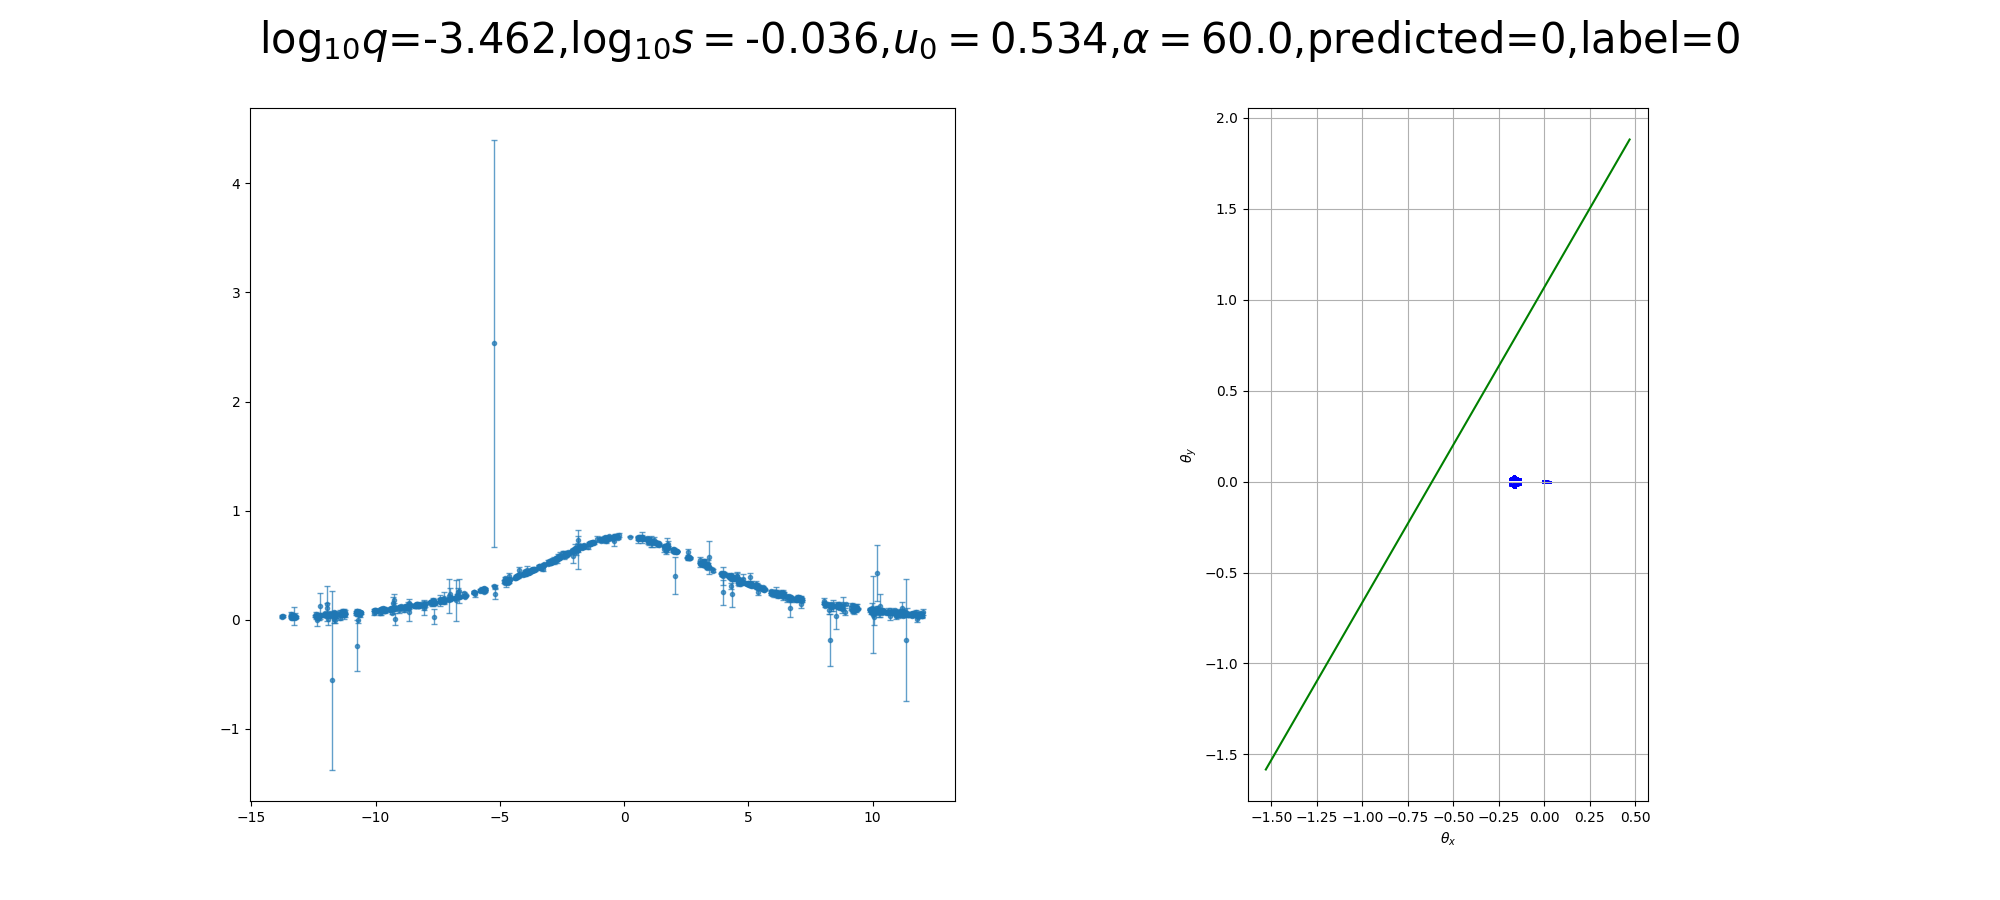 log₁₀q=-3.462,log₁₀s = -0.036,u₀ = 0.534,α = 60.0,predicted=0,label=0
4
3
2
1
0
−1
−15 −10 −5 0 5 10
2.0
1.5
1.0
0.5
0.0
−0.5
−1.0
−1.5
θy
−1.50 −1.25 −1.00 −0.75 −0.50 −0.25 0.00 0.25 0.50
θx